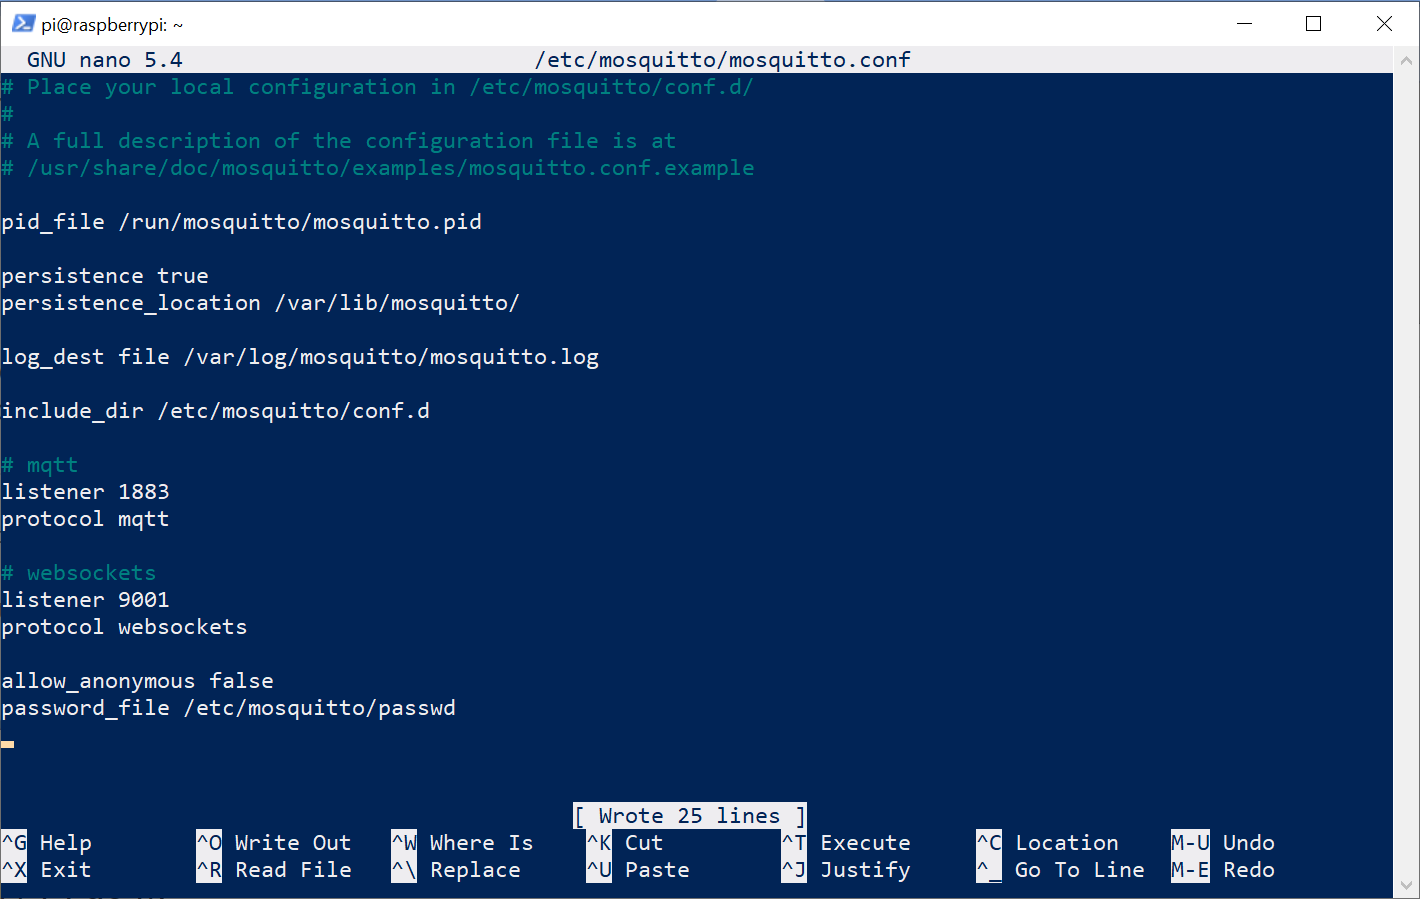 pi@raspberrypi: ~
GNU nano 5.4 /etc/mosquitto/mosquitto.conf
# Place your local configuration in /etc/mosquitto/conf.d/
#
# A full description of the configuration file is at
# /usr/share/doc/mosquitto/examples/mosquitto.conf.example
pid_file /run/mosquitto/mosquitto.pid
persistence true
persistence_location /var/lib/mosquitto/
log_dest file /var/log/mosquitto/mosquitto.log
include_dir /etc/mosquitto/conf.d
# mqtt
listener 1883
protocol mqtt
# websockets
listener 9001
protocol websockets
allow_anonymous false
password_file /etc/mosquitto/passwd
[ Wrote 25 lines ]
^G Help ^O Write Out ^W Where Is ^K Cut ^T Execute ^C Location M-U Undo
^X Exit ^R Read File ^\ Replace ^U Paste ^J Justify ^_ Go To Line M-E Redo